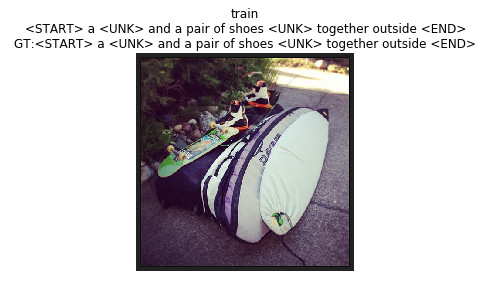 train
<START> a <UNK> and a pair of shoes <UNK> together outside <END>
GT:<START> a <UNK> and a pair of shoes <UNK> together outside <END>